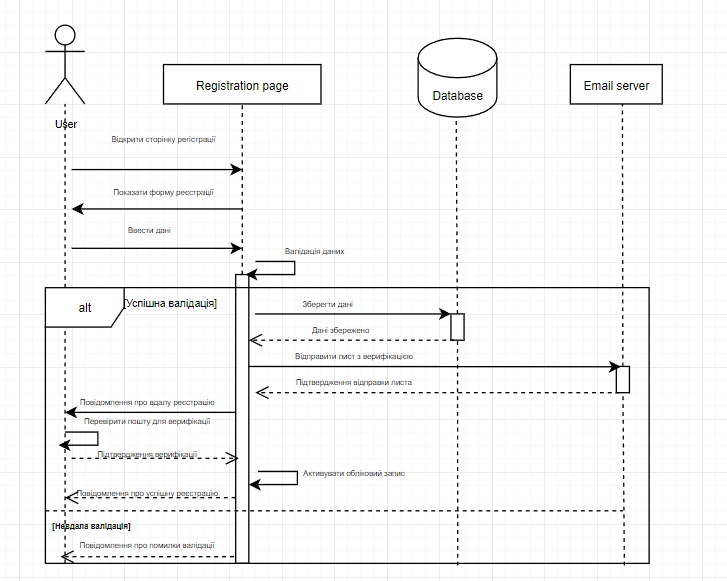 User
Registration page
Database
Email server
Відкрити сторінку регістрації
Показати форму реєстрації
Ввести дані
Валідація даних
alt
[Успішна валідація]
Зберегти дані
Дані збережено
Відправити лист з верифікацією
Підтвердження відправки листа
Повідомлення про вдалу реєстрацію
Перевірити пошту для верифікації
Підтвердження верифікації
Активувати обліковий запис
Повідомлення про успішну реєстрацію
[Невдала валідація]
Повідомлення про помилки валідації